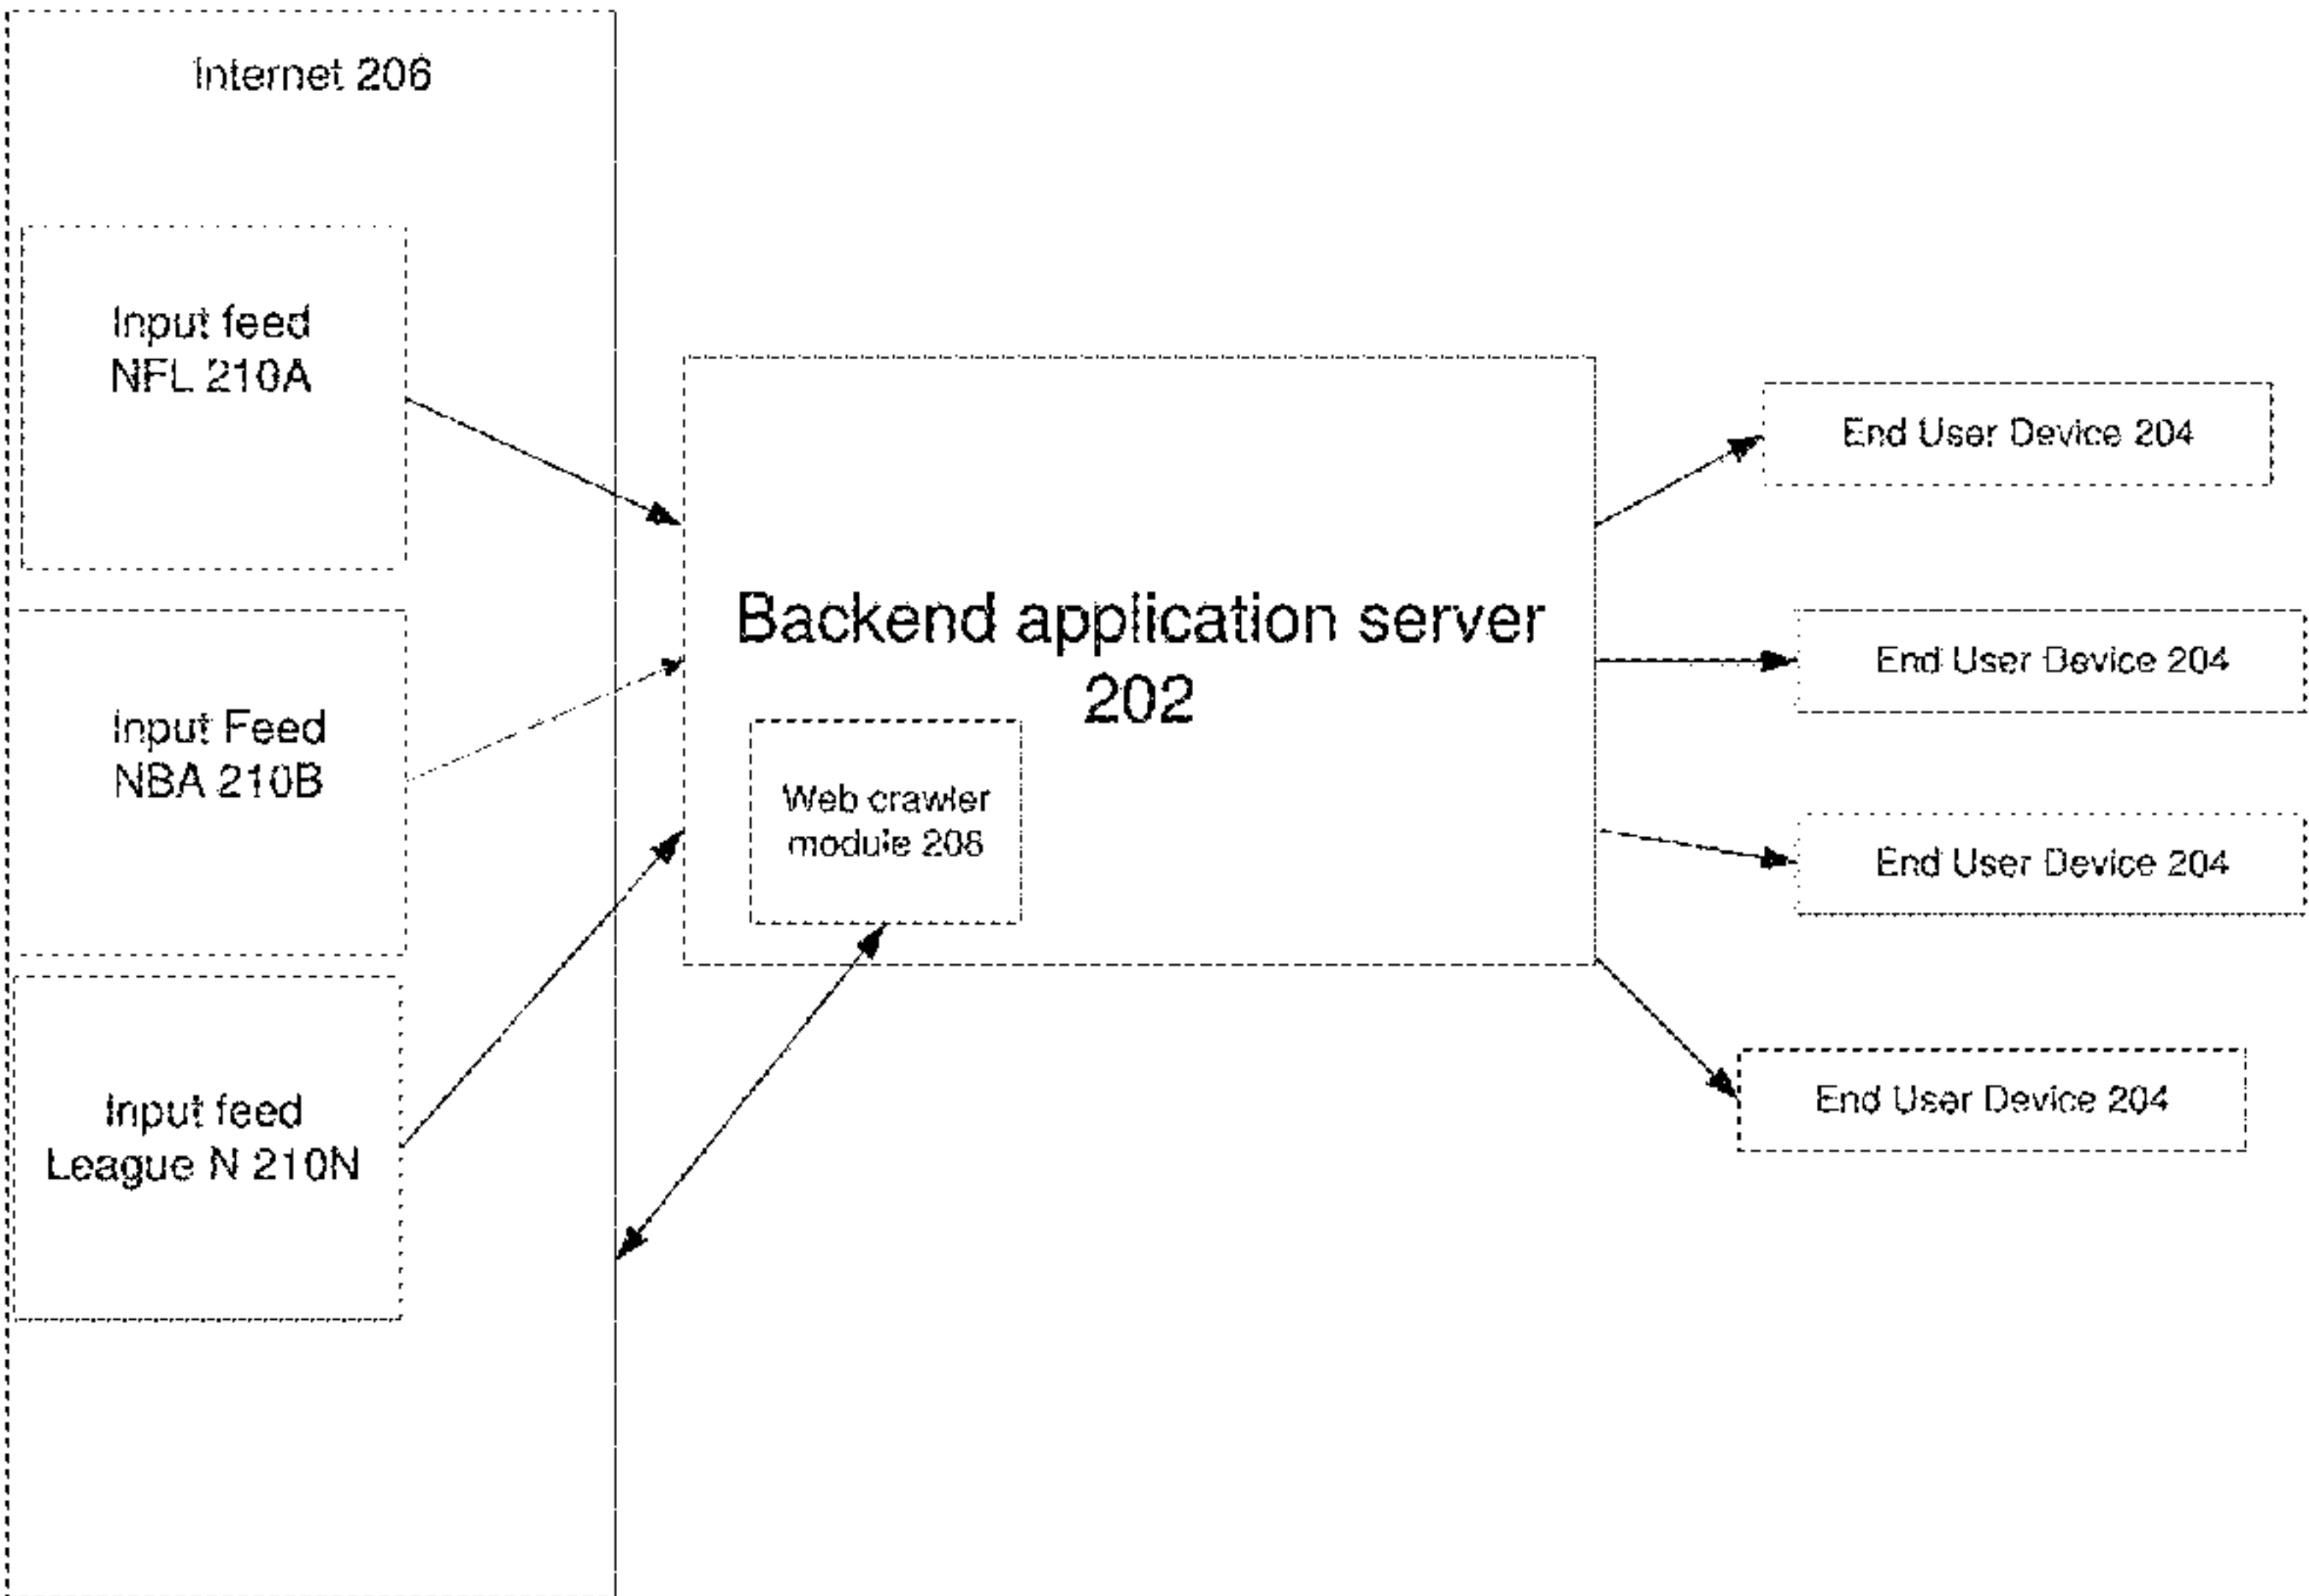 Internet 206
Input feed
NFL 210A
Input Feed
NBA 210B
Input feed
League N 210N
Backend application server
202
Web crawler
module 208
End User Device 204
End User Device 204
End User Device 204
End User Device 204